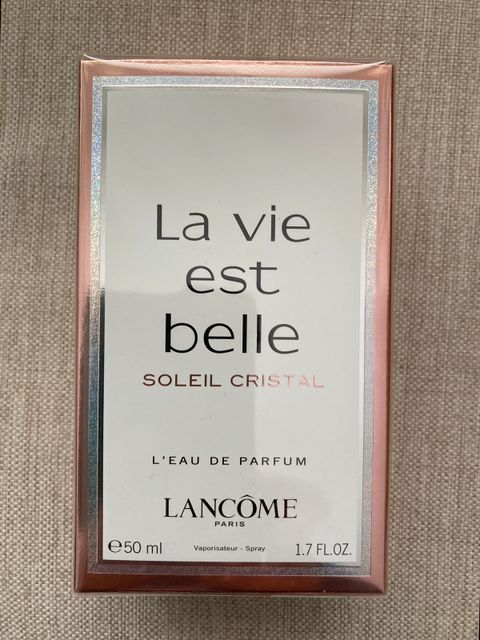 La vie
est
belle
SOLEIL CRISTAL
L'EAU DE PARFUM
LANCÔME
PARIS
℮50 ml Vaporisateur - Spray 1.7 FL.OZ.